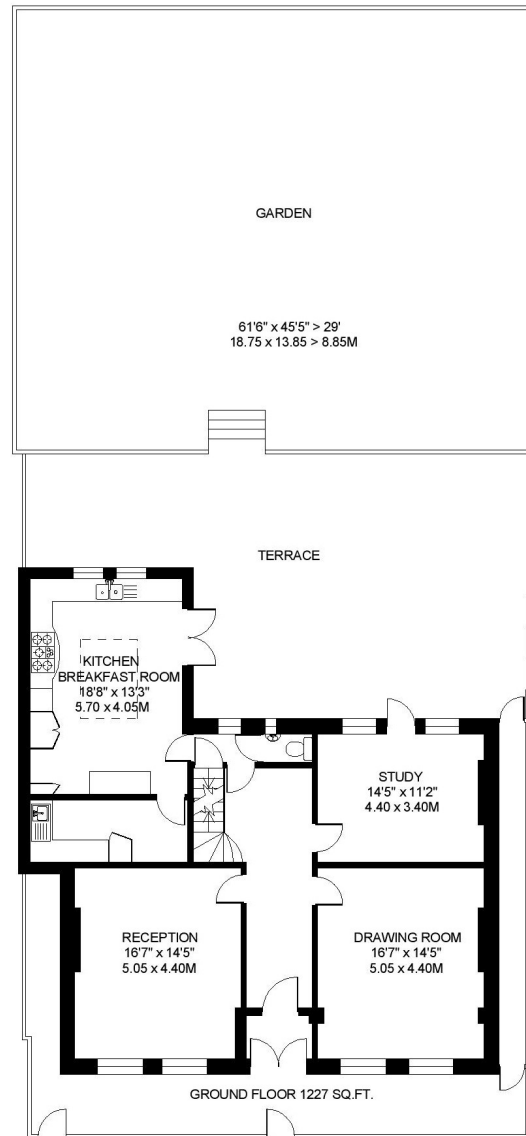 GARDEN
61'6" x 45'5" > 29'
18.75 x 13.85 > 8.85M
TERRACE
KITCHEN
BREAKFAST ROOM
18'8" x 13'3"
5.70 x 4.05M
STUDY
14'5" x 11'2"
4.40 x 3.40M
RECEPTION
16'7" x 14'5"
5.05 x 4.40M
DRAWING ROOM
16'7" x 14'5"
5.05 x 4.40M
GROUND FLOOR 1227 SQ.FT.